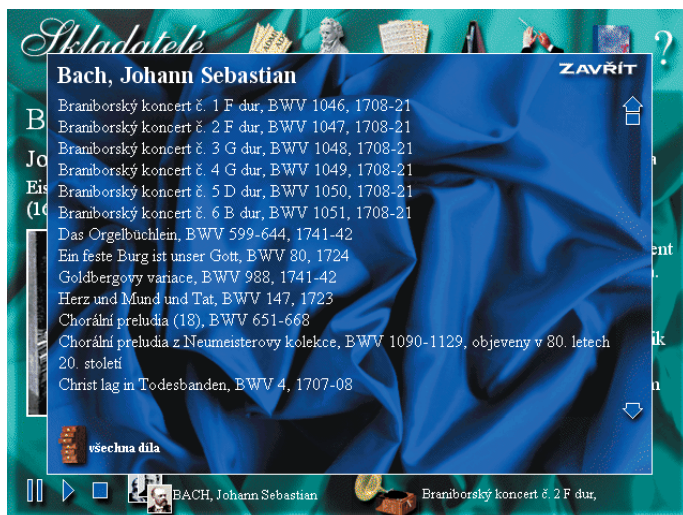 Skladatelé
?
Bach, Johann Sebastian
ZAVŘÍT
Braniborský koncert č. 1 F dur, BWV 1046, 1708-21
Braniborský koncert č. 2 F dur, BWV 1047, 1708-21
Braniborský koncert č. 3 G dur, BWV 1048, 1708-21
Braniborský koncert č. 4 G dur, BWV 1049, 1708-21
Braniborský koncert č. 5 D dur, BWV 1050, 1708-21
Braniborský koncert č. 6 B dur, BWV 1051, 1708-21
Das Orgelbüchlein, BWV 599-644, 1741-42
Ein feste Burg ist unser Gott, BWV 80, 1724
Goldbergovy variace, BWV 988, 1741-42
Herz und Mund und Tat, BWV 147, 1723
Chorální preludia (18), BWV 651-668
Chorální preludia z Neumeisterovy kolekce, BWV 1090-1129, objeveny v 80. letech
20. století
Christ lag in Todesbanden, BWV 4, 1707-08
všechna díla
BACH, Johann Sebastian
Braniborský koncert č. 2 F dur,